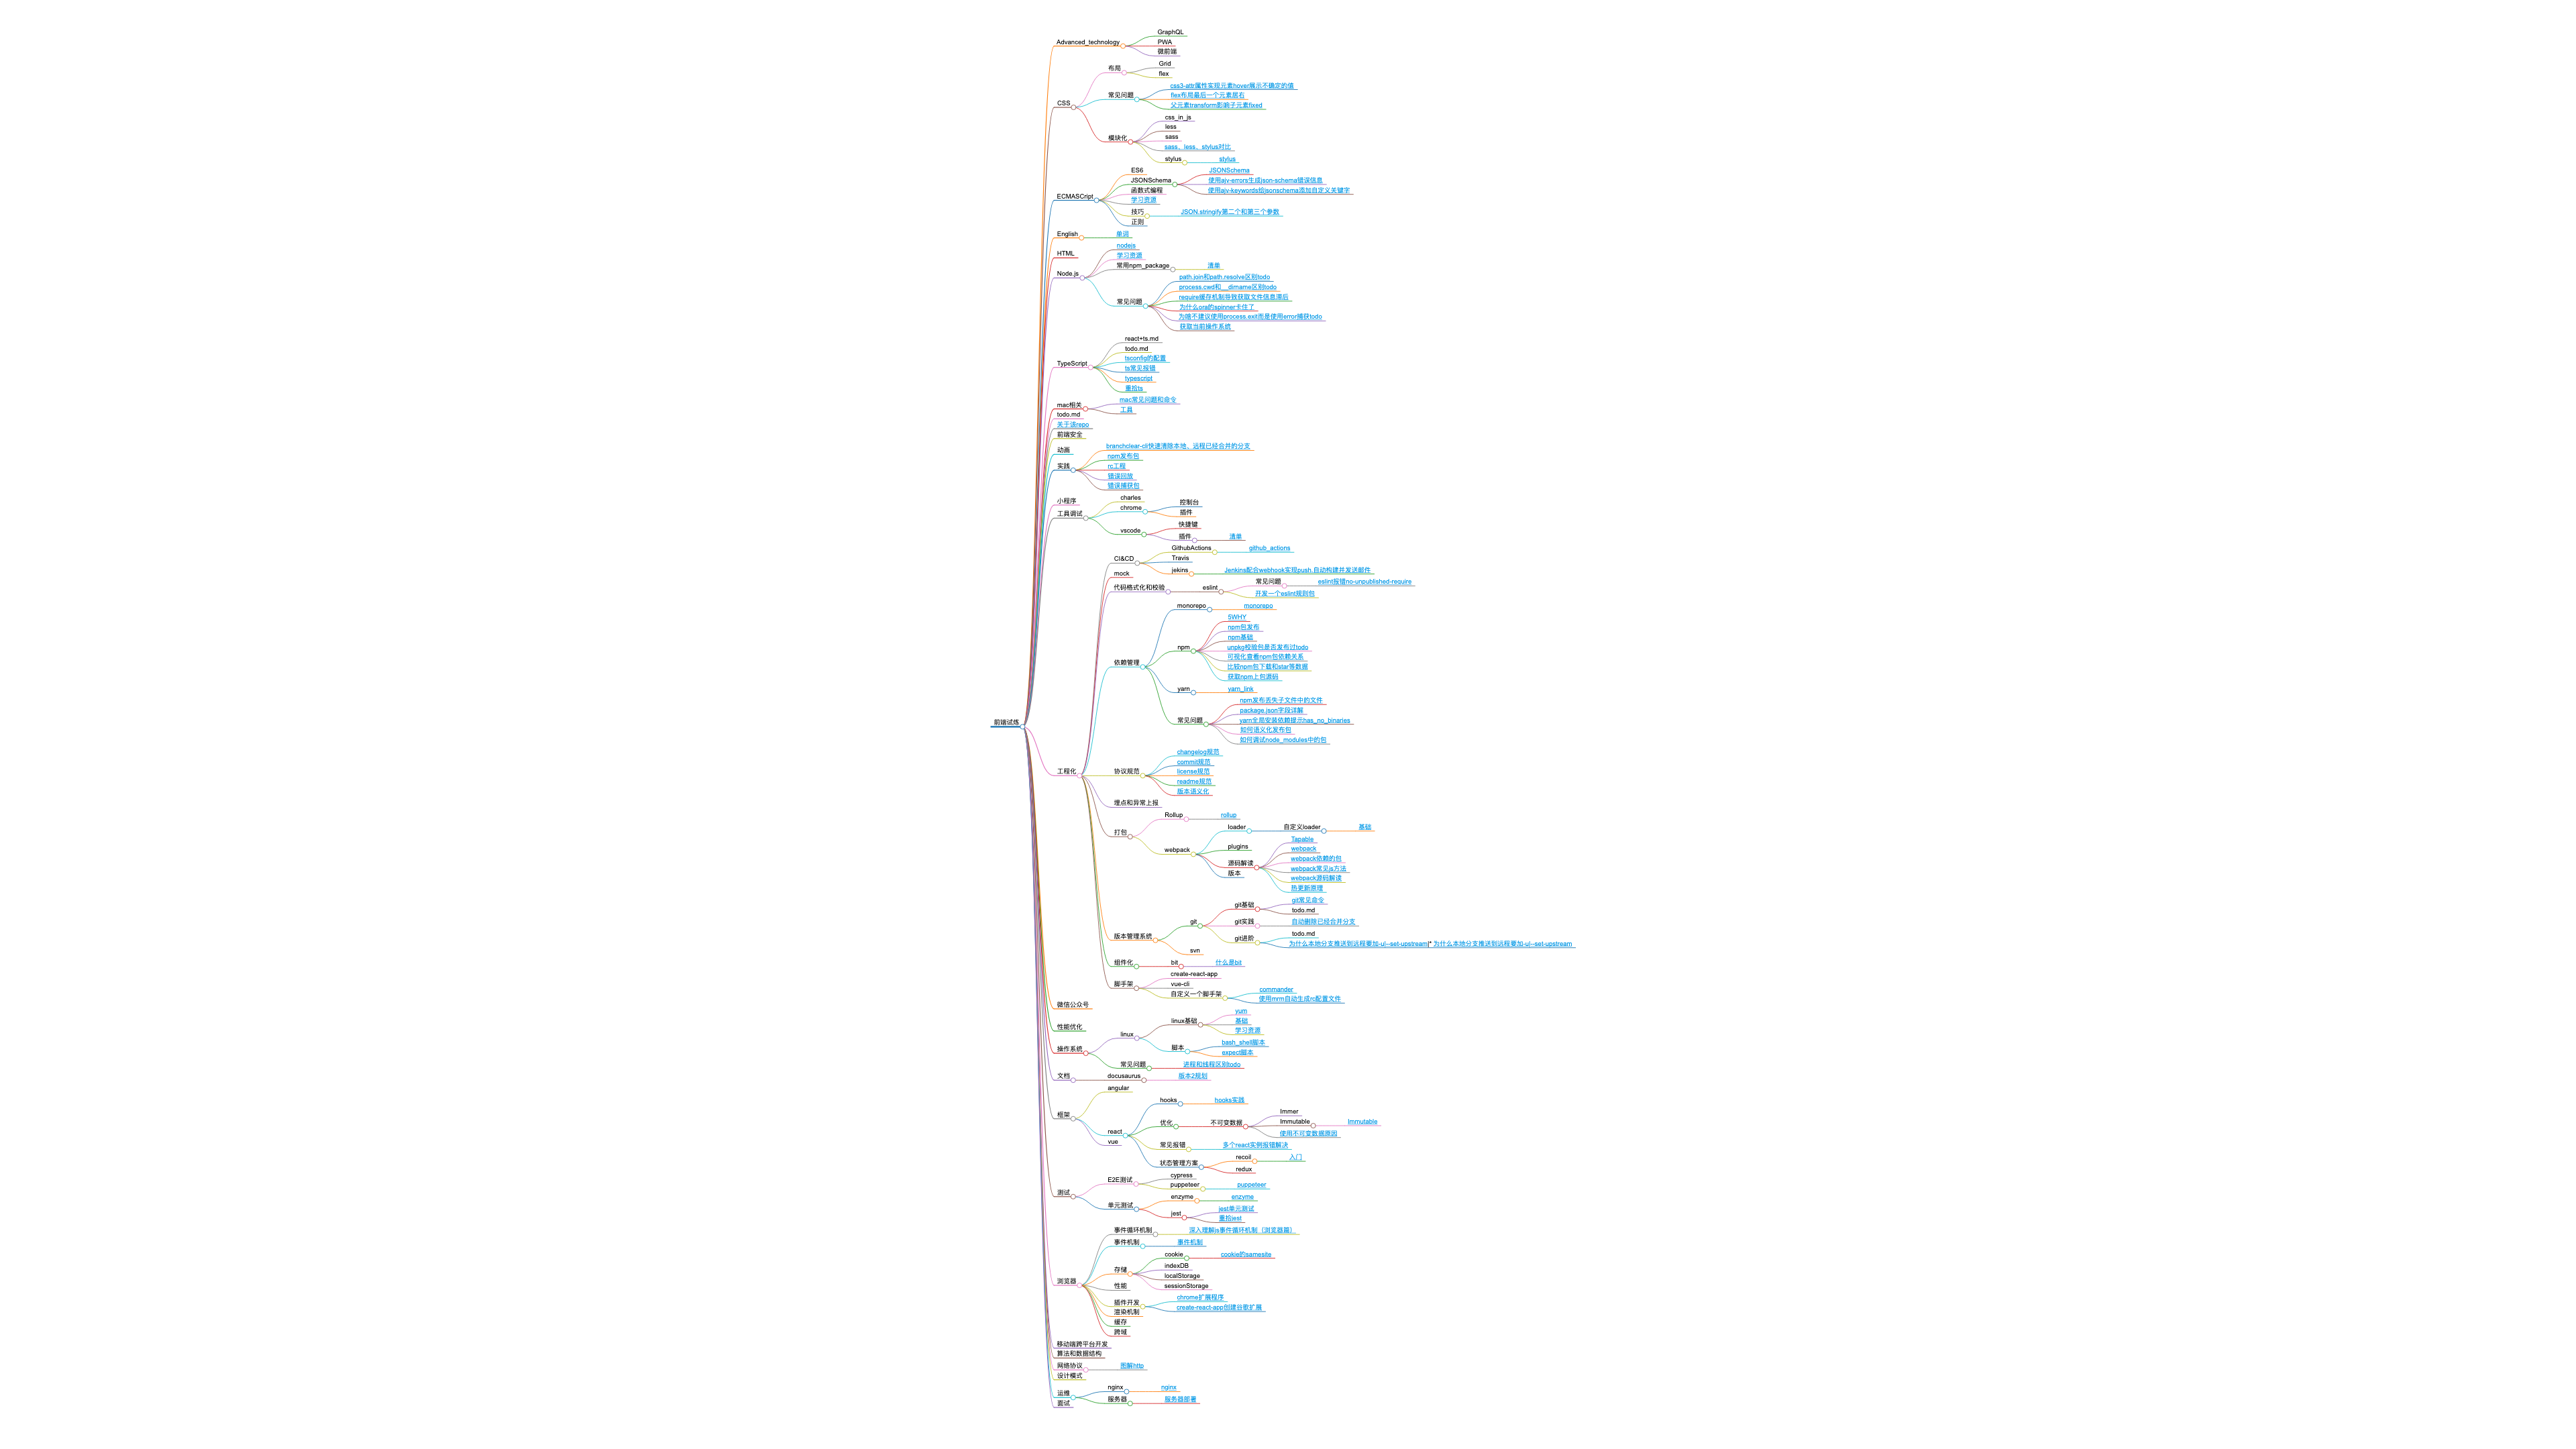 前端试炼
Advanced_technology
GraphQL
PWA
微前端
CSS
布局
Grid
flex
常见问题
css3-attr属性实现元素hover展示不确定的值
flex布局最后一个元素居右
父元素transform影响子元素fixed
模块化
css_in_js
less
sass
sass、less、stylus对比
stylus
stylus
ECMASCript
ES6
JSONSchema
JSONSchema
使用ajv-errors生成json-schema错误信息
使用ajv-keywords给jsonschema添加自定义关键字
函数式编程
学习资源
技巧
JSON.stringify第二个和第三个参数
正则
English
单词
HTML
Node.js
nodejs
学习资源
常用npm_package
清单
常见问题
path.join和path.resolve区别todo
process.cwd和__dirname区别todo
require缓存机制导致获取文件信息滞后
为什么ora的spinner卡住了
为啥不建议使用process.exit而是使用error捕获todo
获取当前操作系统
TypeScript
react+ts.md
todo.md
tsconfig的配置
ts常见报错
typescript
重拾ts
mac相关
mac常见问题和命令
工具
todo.md
关于该repo
前端安全
动画
实践
branchclear-cli快速清除本地、远程已经合并的分支
npm发布包
rc工程
错误回放
错误捕获包
小程序
工具调试
charles
chrome
控制台
插件
vscode
快捷键
插件
清单
工程化
CI&CD
GithubActions
github_actions
Travis
jekins
Jenkins配合webhook实现push,自动构建并发送邮件
mock
代码格式化和校验
eslint
常见问题
eslint报错no-unpublished-require
开发一个eslint规则包
依赖管理
monorepo
monorepo
npm
5WHY
npm包发布
npm基础
unpkg校验包是否发布过todo
可视化查看npm包依赖关系
比较npm包下载和star等数据
获取npm上包源码
yarn
yarn_link
常见问题
npm发布丢失子文件中的文件
package.json字段详解
yarn全局安装依赖提示has_no_binaries
如何语义化发布包
如何调试node_modules中的包
协议规范
changelog规范
commit规范
license规范
readme规范
版本语义化
埋点和异常上报
打包
Rollup
rollup
webpack
loader
自定义loader
基础
plugins
源码解读
Tapable
webpack
webpack依赖的包
webpack常见js方法
webpack源码解读
热更新原理
版本
版本管理系统
git
git基础
git常见命令
todo.md
git实践
自动删除已经合并分支
git进阶
todo.md
为什么本地分支推送到远程要加-u|--set-upstream|* 为什么本地分支推送到远程要加-u|--set-upstream
svn
组件化
bit
什么是bit
脚手架
create-react-app
vue-cli
自定义一个脚手架
commander
使用mrm自动生成rc配置文件
微信公众号
性能优化
操作系统
linux
linux基础
yum
基础
学习资源
脚本
bash_shell脚本
expect脚本
常见问题
进程和线程区别todo
文档
docusaurus
版本2规划
框架
angular
react
hooks
hooks实践
优化
不可变数据
Immer
Immutable
Immutable
使用不可变数据原因
常见报错
多个react实例报错解决
状态管理方案
recoil
入门
redux
vue
测试
E2E测试
cypress
puppeteer
puppeteer
单元测试
enzyme
enzyme
jest
jest单元测试
重拾jest
浏览器
事件循环机制
深入理解js事件循环机制（浏览器篇）
事件机制
事件机制
存储
cookie
cookie的samesite
indexDB
localStorage
sessionStorage
性能
插件开发
chrome扩展程序
create-react-app创建谷歌扩展
渲染机制
缓存
跨域
移动端跨平台开发
算法和数据结构
网络协议
图解http
设计模式
运维
nginx
nginx
服务器
服务器部署
面试